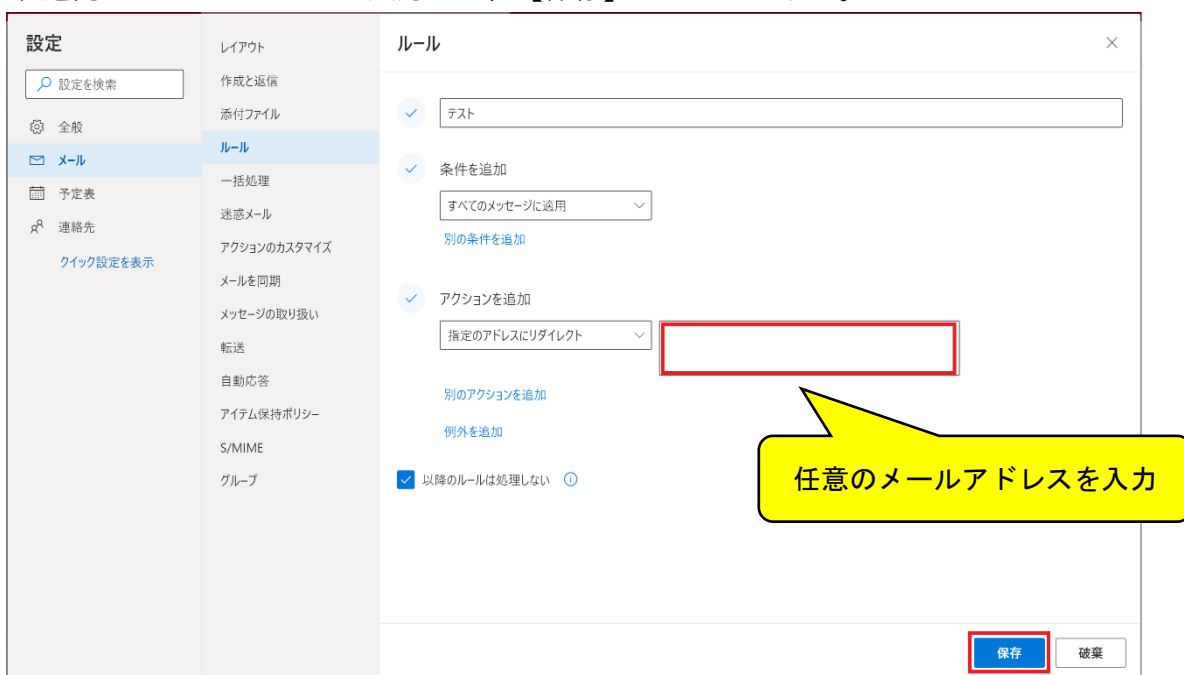 設定
設定を検索
全般
メール
予定表
連絡先
クイック設定を表示
レイアウト
作成と返信
添付ファイル
ルール
一括処理
迷惑メール
アクションのカスタマイズ
メールを同期
メッセージの取り扱い
転送
自動応答
アイテム保持ポリシー
S/MIME
グループ
ルール
テスト
条件を追加
すべてのメッセージに適用
別の条件を追加
アクションを追加
指定のアドレスにリダイレクト
別のアクションを追加
例外を追加
以降のルールは処理しない
任意のメールアドレスを入力
保存
破棄